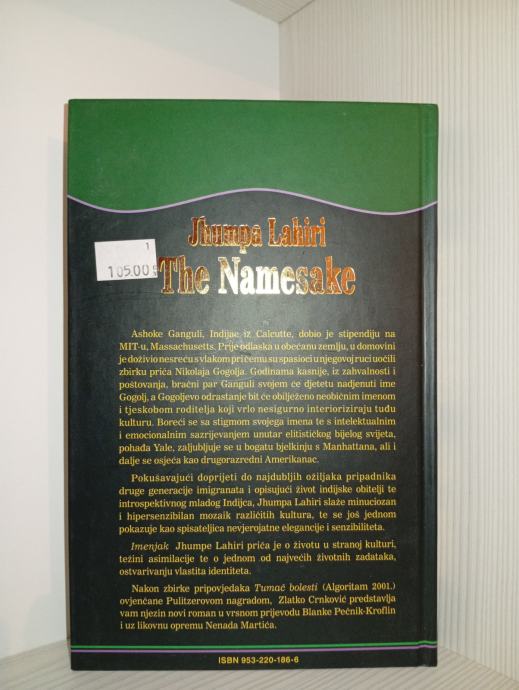 Jhumpa Lahiri
The Namesake
1
105.00
Ashoke Ganguli, Indijac iz Calcutte, dobio je stipendiju na
MIT-u, Massachusetts. Prije odlaska u obećanu zemlju, u domovini
je doživio nesreću s vlakom pri čemu su spasioci u njegovoj ruci uočili
zbirku priča Nikolaja Gogolja. Godinama kasnije, iz zahvalnosti i
poštovanja, bračni par Ganguli svojem će djetetu nadjenuti ime
Gogolj, a Gogoljevo odrastanje bit će obilježeno neobičnim imenom
i tjeskobom roditelja koji vrlo nesigurno interioriziraju tuđu
kulturu. Boreći se sa stigmom svojega imena te s intelektualnim
i emocionalnim sazrijevanjem unutar elitističkog bijelog svijeta,
pohađa Yale, zaljubljuje se u bogatu bjelkinju s Manhattana, ali i
dalje se osjeća kao drugorazredni Amerikanac.
Pokušavajući doprijeti do najdubljih ožiljaka pripadnika
druge generacije imigranata i opisujući život indijske obitelji te
introspektivnog mladog Indijca, Jhumpa Lahiri slaže minuciozan
i hipersenzibilan mozaik različitih kultura, te se još jednom
pokazuje kao spisateljica nevjerojatne elegancije i senzibiliteta.
Imenjak Jhumpe Lahiri priča je o životu u stranoj kulturi,
težini asimilacije te o jednom od najvećih životnih zadataka,
ostvarivanju vlastita identiteta.
Nakon zbirke pripovjedaka Tumač bolesti (Algoritam 2001.)
ovjenčane Pulitzerovom nagradom, Zlatko Crnković predstavlja
vam njezin novi roman u vrsnom prijevodu Blanke Pečnik-Kroflin
i uz likovnu opremu Nenada Martića.
ISBN 953-220-186-6